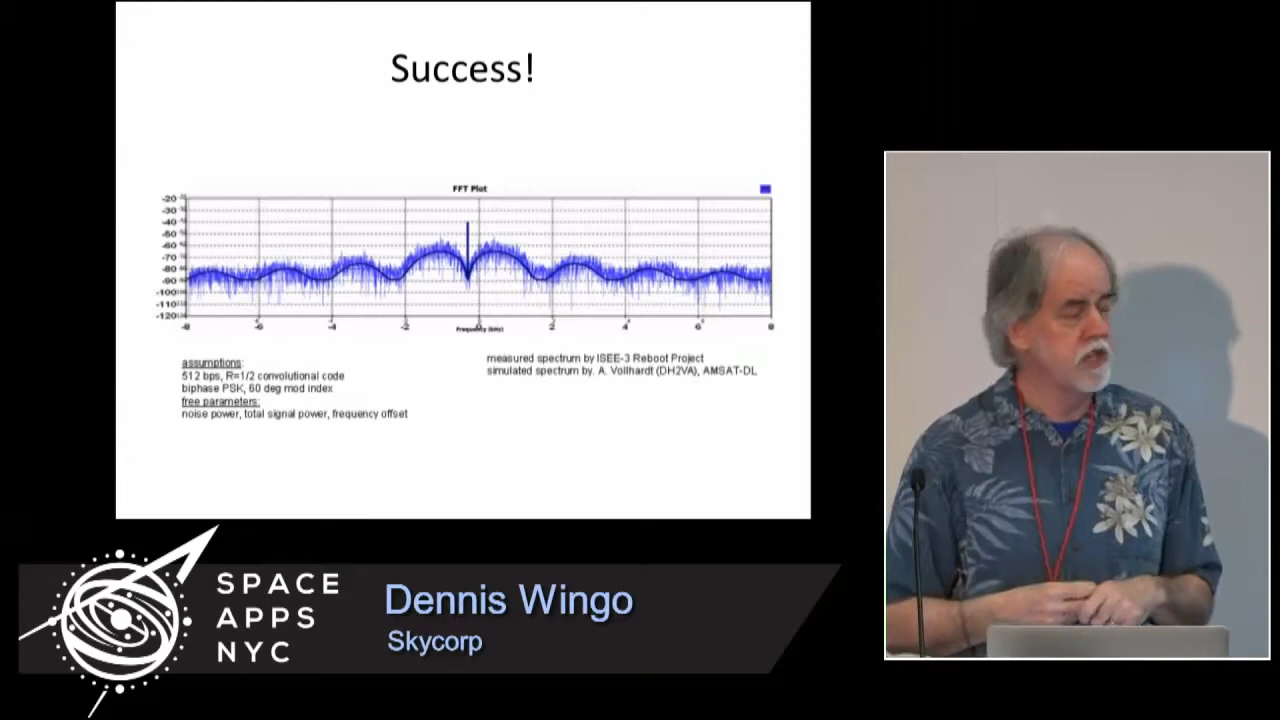 Success!
FFT Plot
-20
-30
-40
-50
-60
-70
-80
-90
-100
-110
-120
-8 -6 -4 -2 0 2 4 6 8
Frequency (kHz)
assumptions:
512 bps, R=1/2 convolutional code
biphase PSK, 60 deg mod index
free parameters:
noise power, total signal power, frequency offset
measured spectrum by ISEE-3 Reboot Project
simulated spectrum by. A. Vollhardt (DH2VA), AMSAT-DL
SPACE
APPS
NYC
Dennis Wingo
Skycorp